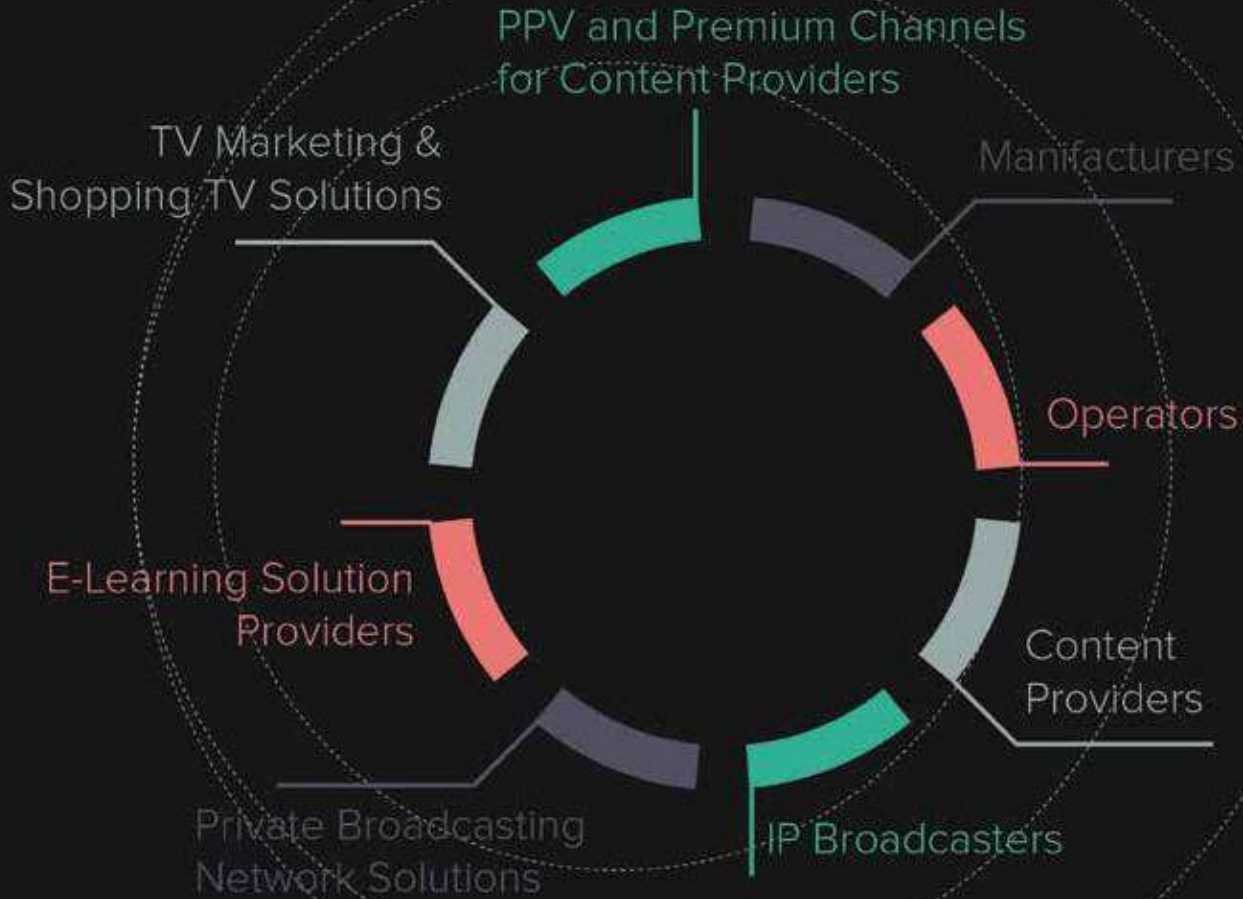 PPV and Premium Channels
for Content Providers
TV Marketing &
Shopping TV Solutions
Manifacturers
Operators
E-Learning Solution
Providers
Content
Providers
Private Broadcasting
Network Solutions
IP Broadcasters